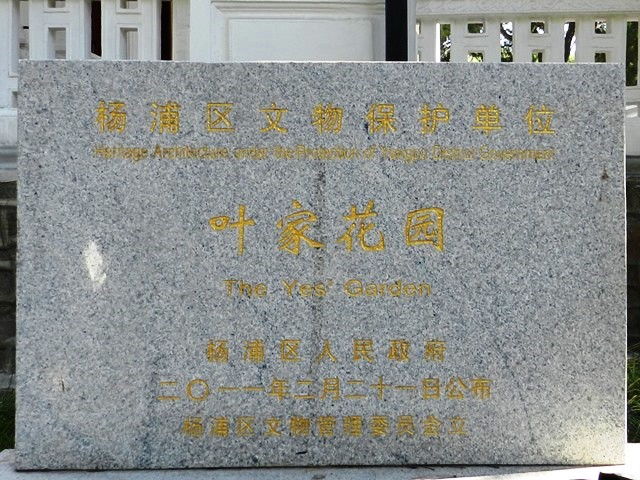 杨浦区文物保护单位
Heritage Architecture under the Protection of Yangpu District Government
叶家花园
The Yes' Garden
杨浦区人民政府
二〇一一年二月二十一日公布
杨浦区文物管理委员会立